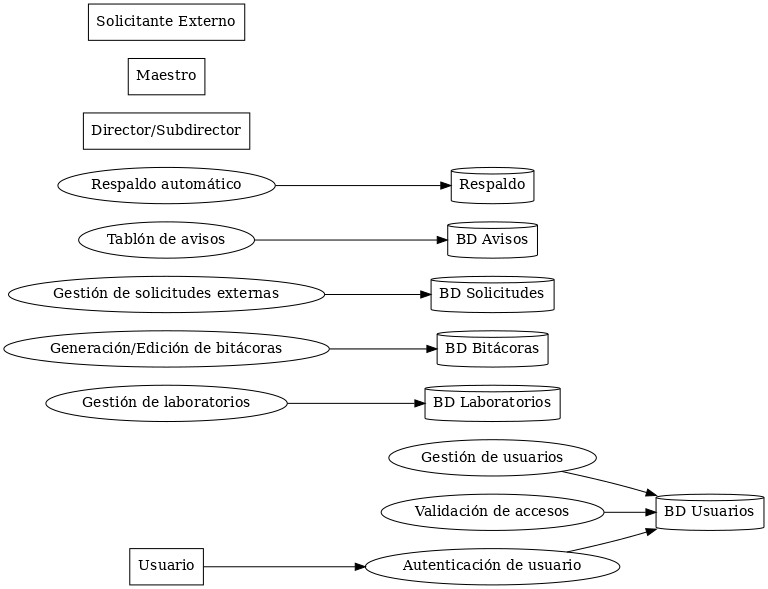 Solicitante Externo
Maestro
Director/Subdirector
Respaldo automático
Respaldo
Tablón de avisos
BD Avisos
Gestión de solicitudes externas
BD Solicitudes
Generación/Edición de bitácoras
BD Bitácoras
Gestión de laboratorios
BD Laboratorios
Gestión de usuarios
Validación de accesos
BD Usuarios
Usuario
Autenticación de usuario